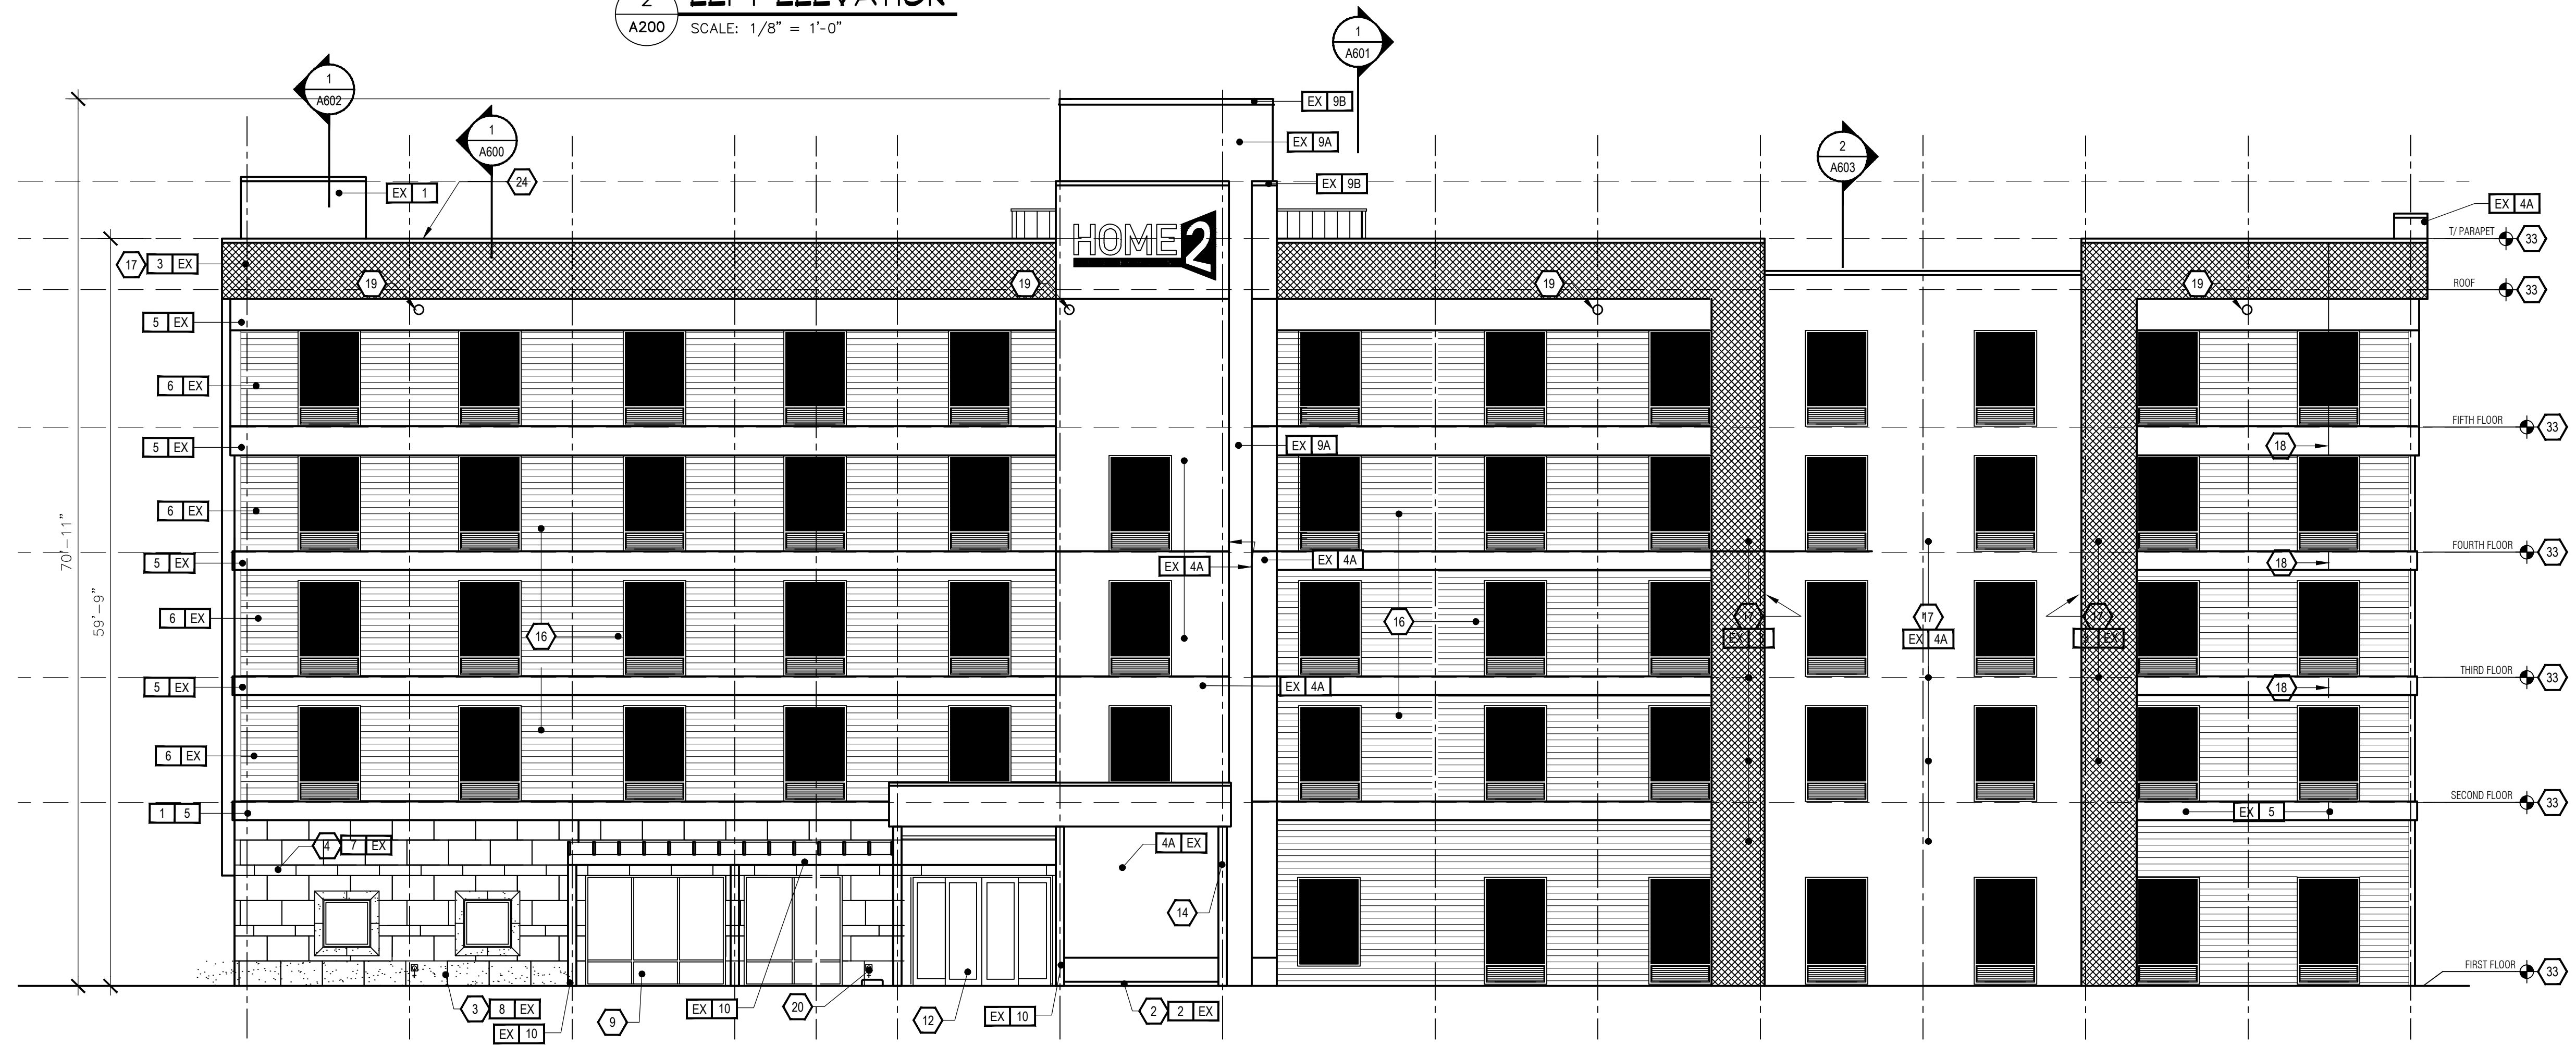 2
A200
LEFT ELEVATION
SCALE: 1/8" = 1'-0"
1
A601
1
A602
1
A600
2
A603
EX 9B
EX 9A
EX 9B
EX 1
24
EX 4A
T/ PARAPET 33
HOME2
17 3 EX
19
19
19
19
ROOF 33
5 EX
6 EX
FIFTH FLOOR 33
5 EX
EX 9A
18
6 EX
FOURTH FLOOR 33
5 EX
EX 4A
EX 4A
18
70'-11"
59'-9"
6 EX
16
16
17
EX 4A
THIRD FLOOR 33
5 EX
EX 4A
18
6 EX
SECOND FLOOR 33
1 5
EX 5
4 7 EX
4A EX
14
FIRST FLOOR 33
3 8 EX
EX 10
9
EX 10
20
12
EX 10
2 2 EX